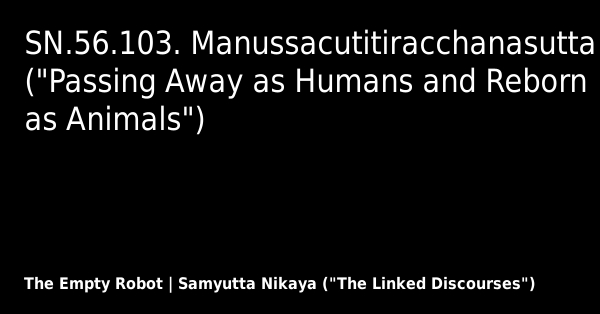 SN.56.103. Manussacutitiracchanasutta
("Passing Away as Humans and Reborn
as Animals")
The Empty Robot | Samyutta Nikaya ("The Linked Discourses")